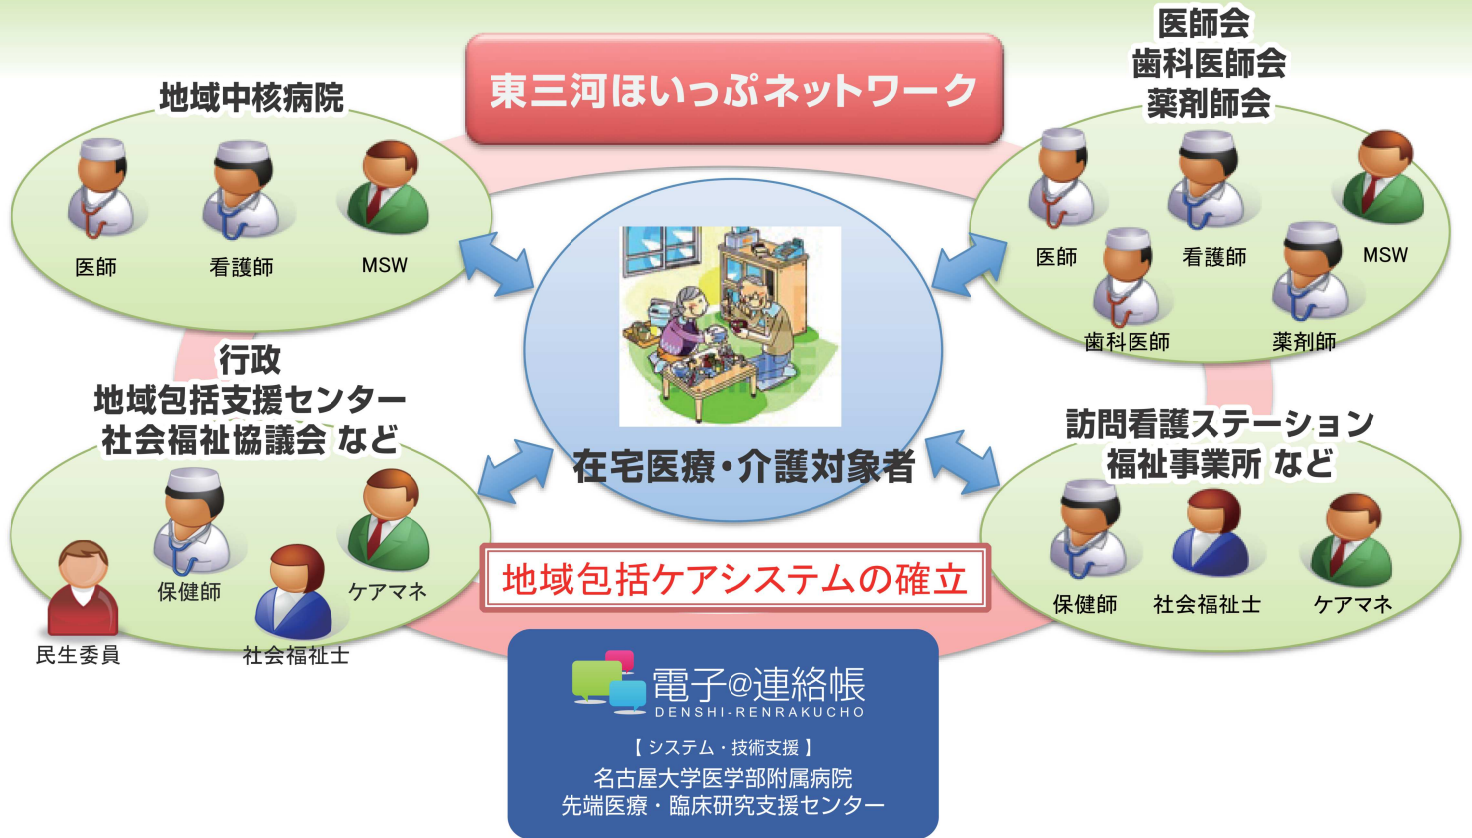 東三河ほいっぷネットワーク
地域中核病院
医師
看護師
MSW
医師会
歯科医師会
薬剤師会
医師
看護師
MSW
歯科医師
薬剤師
在宅医療・介護対象者
行政
地域包括支援センター
社会福祉協議会 など
保健師
ケアマネ
民生委員
社会福祉士
訪問看護ステーション
福祉事業所 など
保健師
社会福祉士
ケアマネ
地域包括ケアシステムの確立
電子@連絡帳
DENSHI-RENRAKUCHO
【 システム・技術支援 】
名古屋大学医学部附属病院
先端医療・臨床研究支援センター